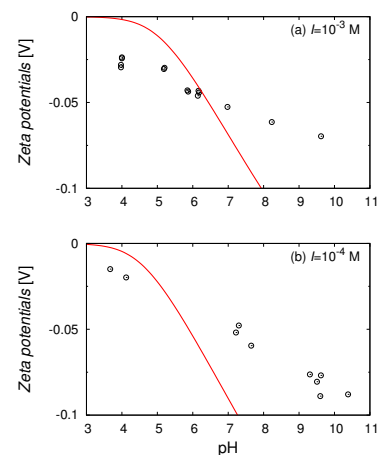 0
(a) I=10⁻³ M
Zeta potentials [V]
-0.05
-0.1
3 4 5 6 7 8 9 10 11
0
(b) I=10⁻⁴ M
Zeta potentials [V]
-0.05
-0.1
3 4 5 6 7 8 9 10 11
pH